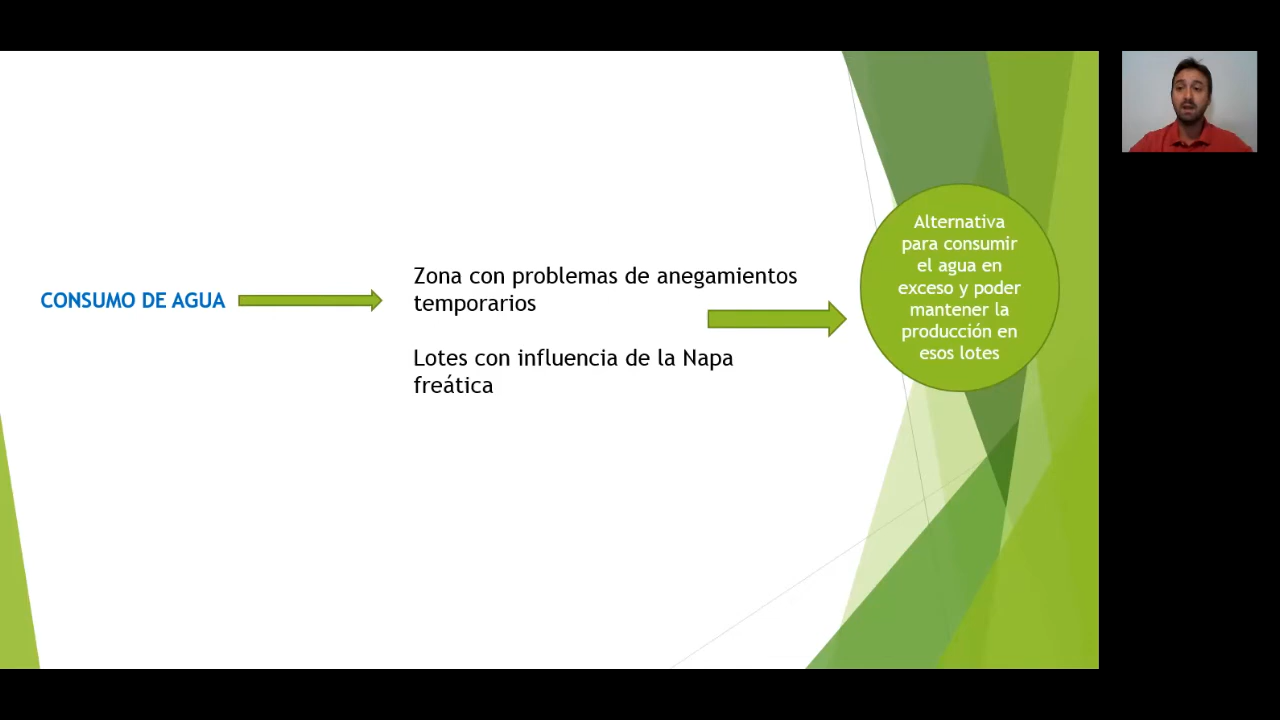 CONSUMO DE AGUA
Zona con problemas de anegamientos
temporarios
Lotes con influencia de la Napa
freática
Alternativa
para consumir
el agua en
exceso y poder
mantener la
producción en
esos lotes